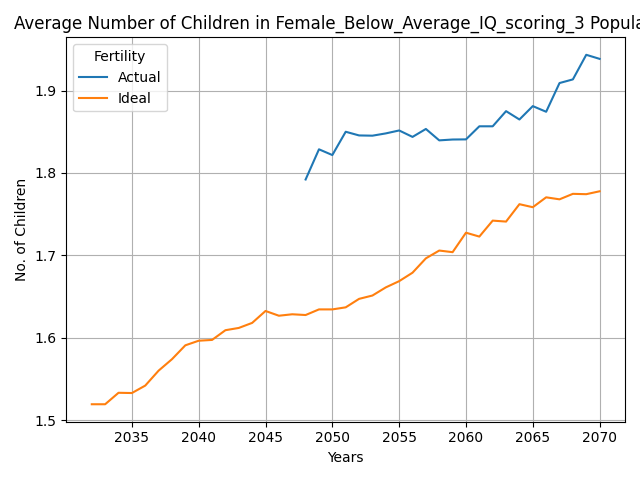 Average Number of Children in Female_Below_Average_IQ_scoring_3 Popula
Fertility
Actual
Ideal
1.9
1.8
1.7
1.6
1.5
No. of Children
2035 2040 2045 2050 2055 2060 2065 2070
Years